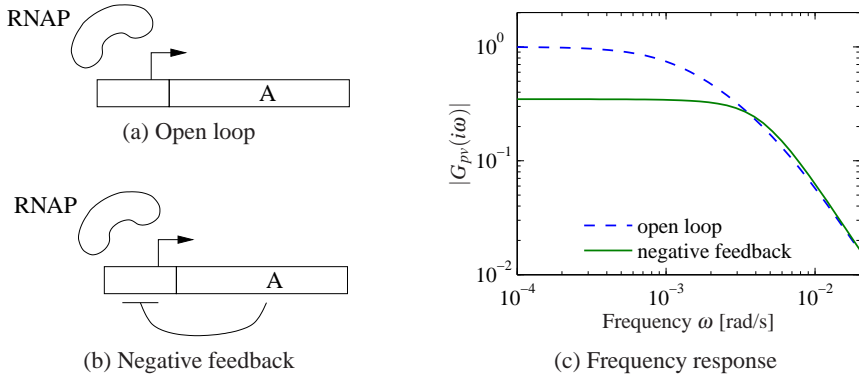 RNAP
A
(a) Open loop
RNAP
A
(b) Negative feedback
10^0
10^-1
10^-2
|G_pv(iω)|
open loop
negative feedback
10^-4
10^-3
10^-2
Frequency ω [rad/s]
(c) Frequency response